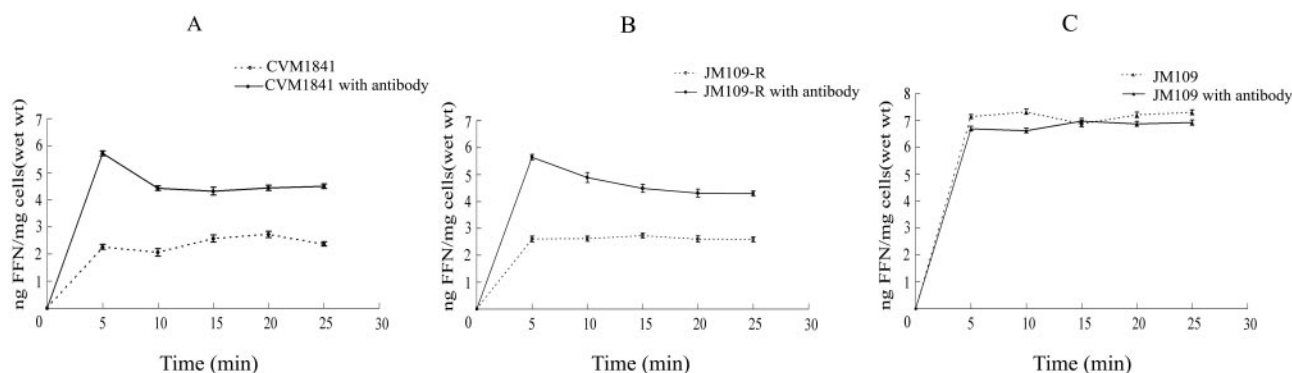 A
CVM1841
CVM1841 with antibody
ng FFN/mg cells(wet wt)
7
6
5
4
3
2
1
0
5
10
15
20
25
30
Time (min)
B
JM109-R
JM109-R with antibody
ng FFN/mg cells(wet wt)
7
6
5
4
3
2
1
0
5
10
15
20
25
30
Time (min)
C
JM109
JM109 with antibody
ng FFN/mg cells(wet wt)
8
7
6
5
4
3
2
1
0
5
10
15
20
25
30
Time (min)